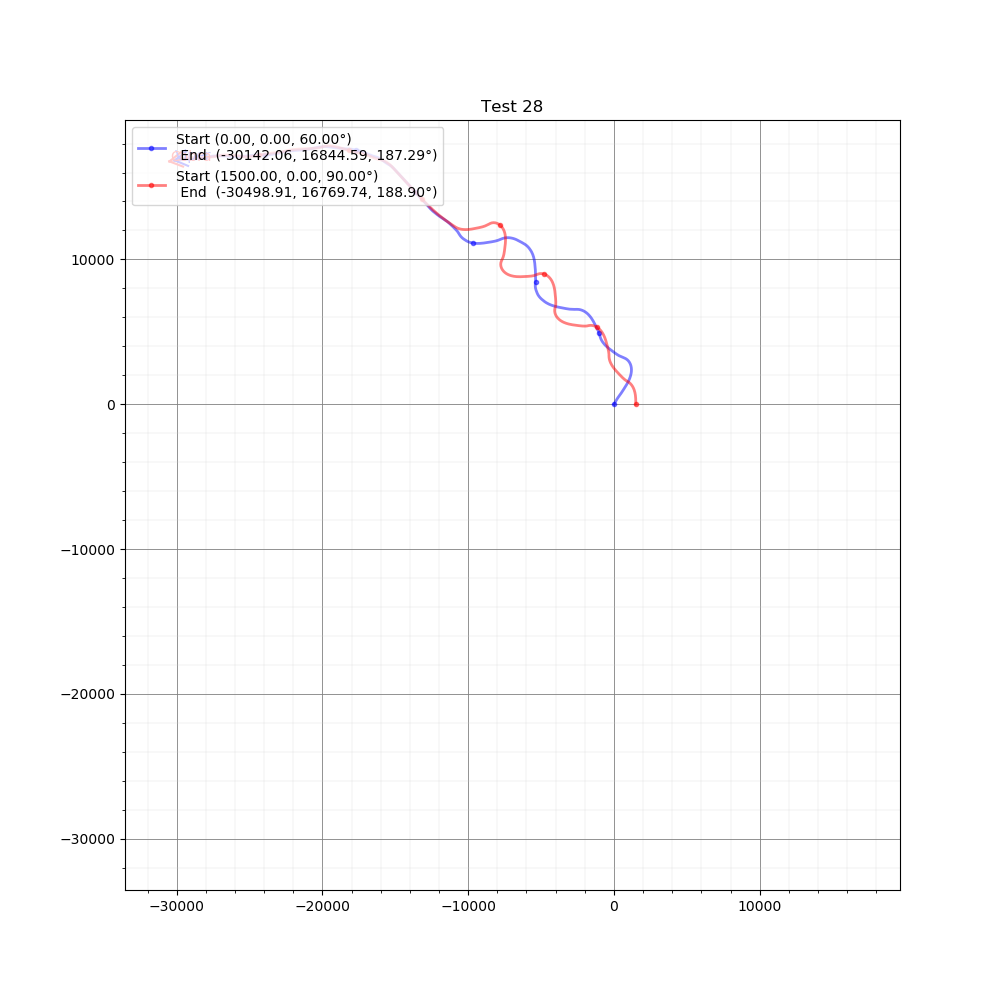 Test 28
Start (0.00, 0.00, 60.00°)
End  (-30142.06, 16844.59, 187.29°)
Start (1500.00, 0.00, 90.00°)
End  (-30498.91, 16769.74, 188.90°)
10000
0
−10000
−20000
−30000
−30000 −20000 −10000 0 10000